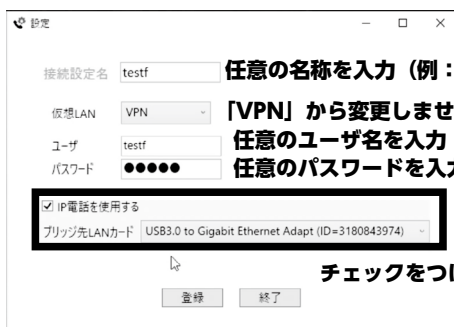 設定
接続設定名 testf 任意の名称を入力（例：
仮想LAN VPN 「VPN」から変更しませ
ユーザ testf 任意のユーザ名を入力
パスワード ●●●●● 任意のパスワードを入力
IP電話を使用する
ブリッジ先LANカード USB3.0 to Gigabit Ethernet Adapt (ID=3180843974)
チェックをつけ
登録 終了